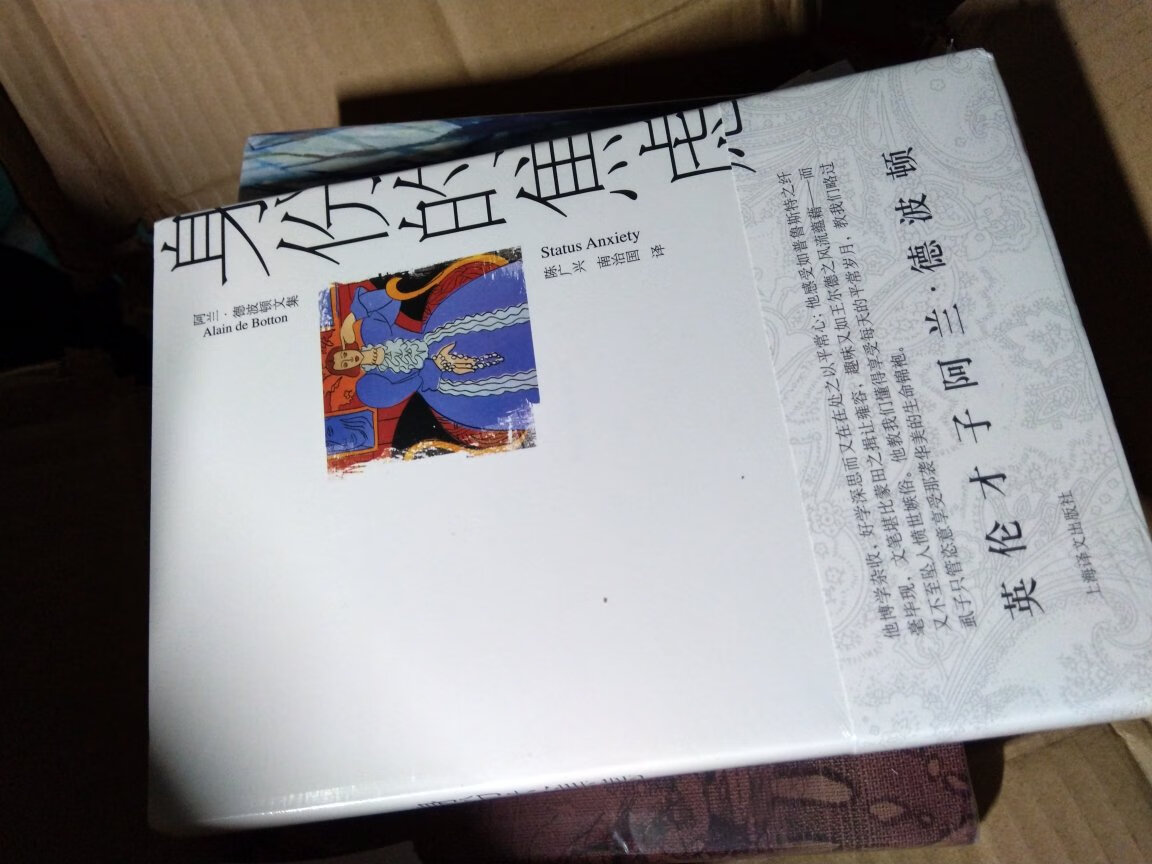 身份的焦虑
阿兰·德波顿文集
Alain de Botton
Status Anxiety
陈广兴 南治国 译
他博学杂收，好学深思而又在在处之以平常心；他感受如普鲁斯特之纤
毫毕现，文笔堪比蒙田之揖让雍容，趣味又如王尔德之风流蕴藉——而
又不至坠入愤世嫉俗。他教我们懂得享受每天的平常岁月，教我们略过
虱子只管恣意享受那袭华美的生命锦袍。
英伦才子阿兰·德波顿
上海译文出版社